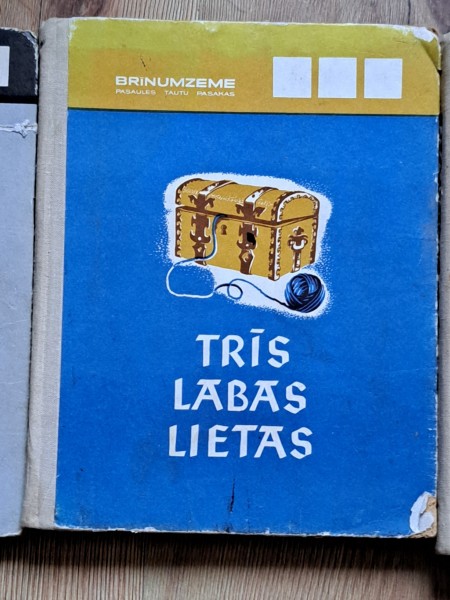 BRĪNUMZEME
PASAULES TAUTU PASAKAS
TRĪS
LABAS
LIETAS